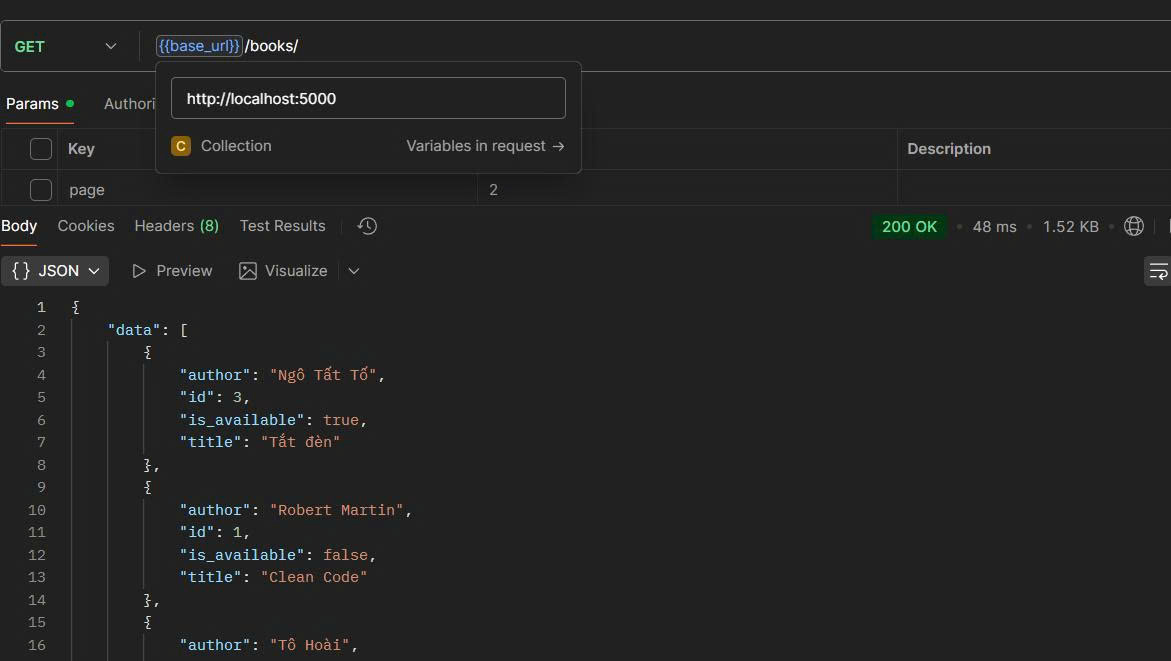 GET {{base_url}}/books/
http://localhost:5000
Params Authori
C Collection Variables in request →
Key Description
page 2
Body Cookies Headers (8) Test Results 200 OK • 48 ms • 1.52 KB •
{} JSON Preview Visualize
1 {
2 "data": [
3 {
4 "author": "Ngô Tất Tố",
5 "id": 3,
6 "is_available": true,
7 "title": "Tắt đèn"
8 },
9 {
10 "author": "Robert Martin",
11 "id": 1,
12 "is_available": false,
13 "title": "Clean Code"
14 },
15 {
16 "author": "Tô Hoài",